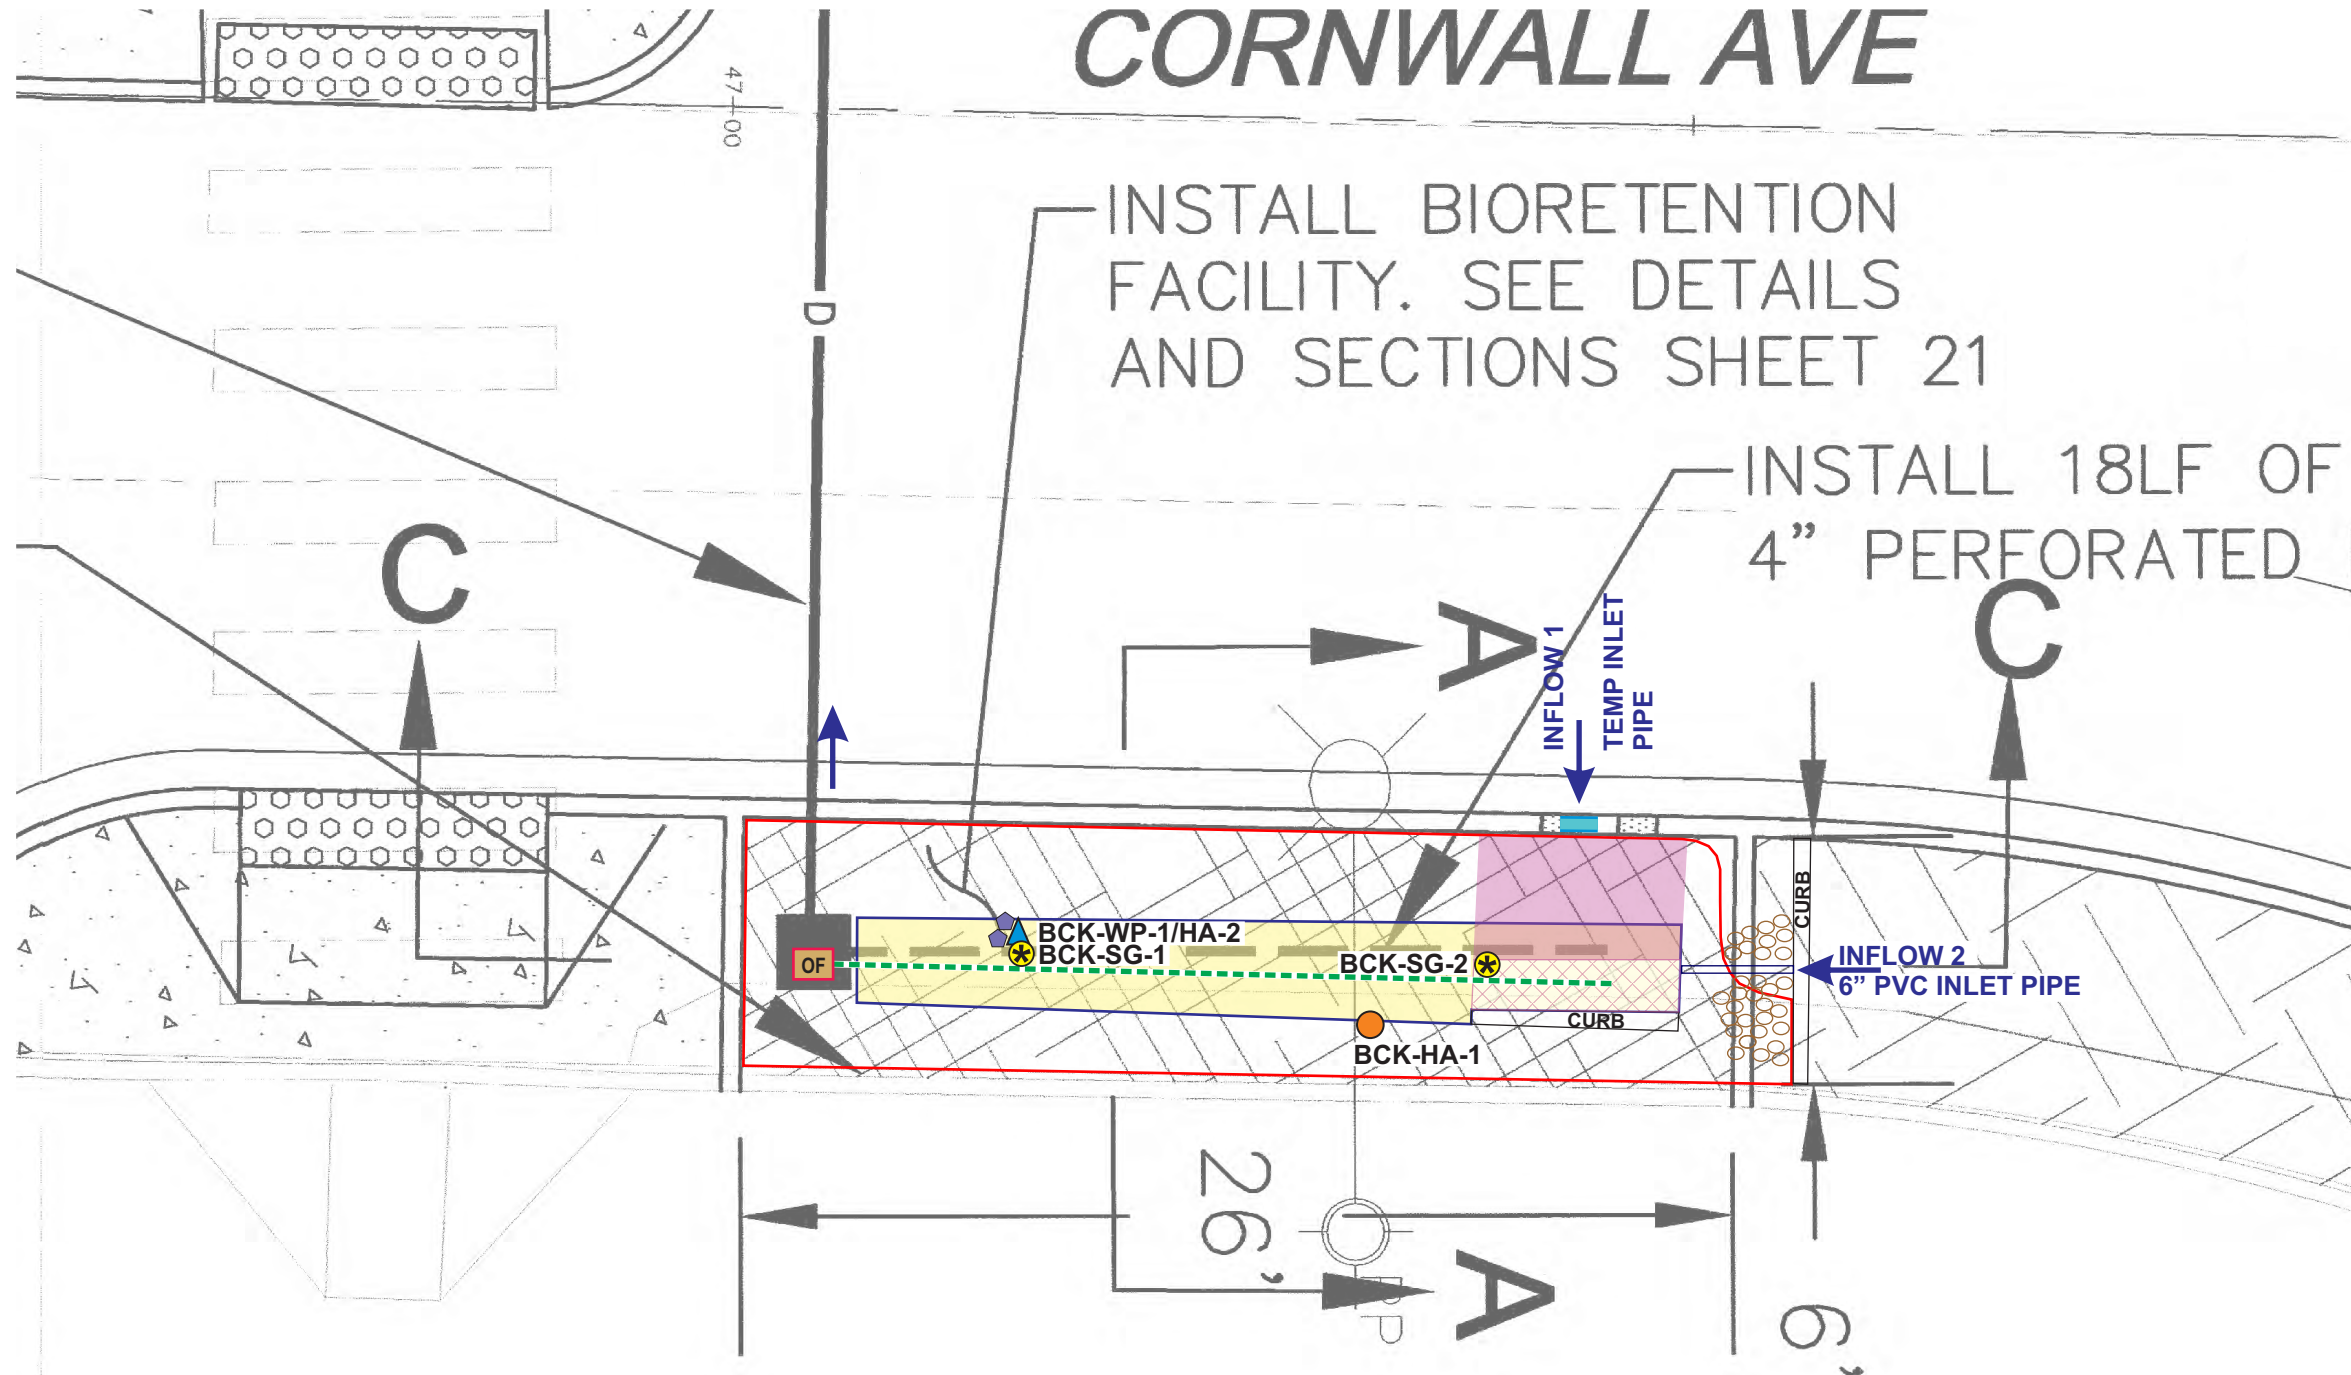 CORNWALL AVE
47+00
INSTALL BIORETENTION
FACILITY. SEE DETAILS
AND SECTIONS SHEET 21
D
INSTALL 18LF OF
4” PERFORATED
C
C
A
INFLOW 1
TEMP INLET
PIPE
CURB
BCK-WP-1/HA-2
BCK-SG-1
BCK-SG-2
OF
INFLOW 2
6” PVC INLET PIPE
CURB
BCK-HA-1
26’
A
6’